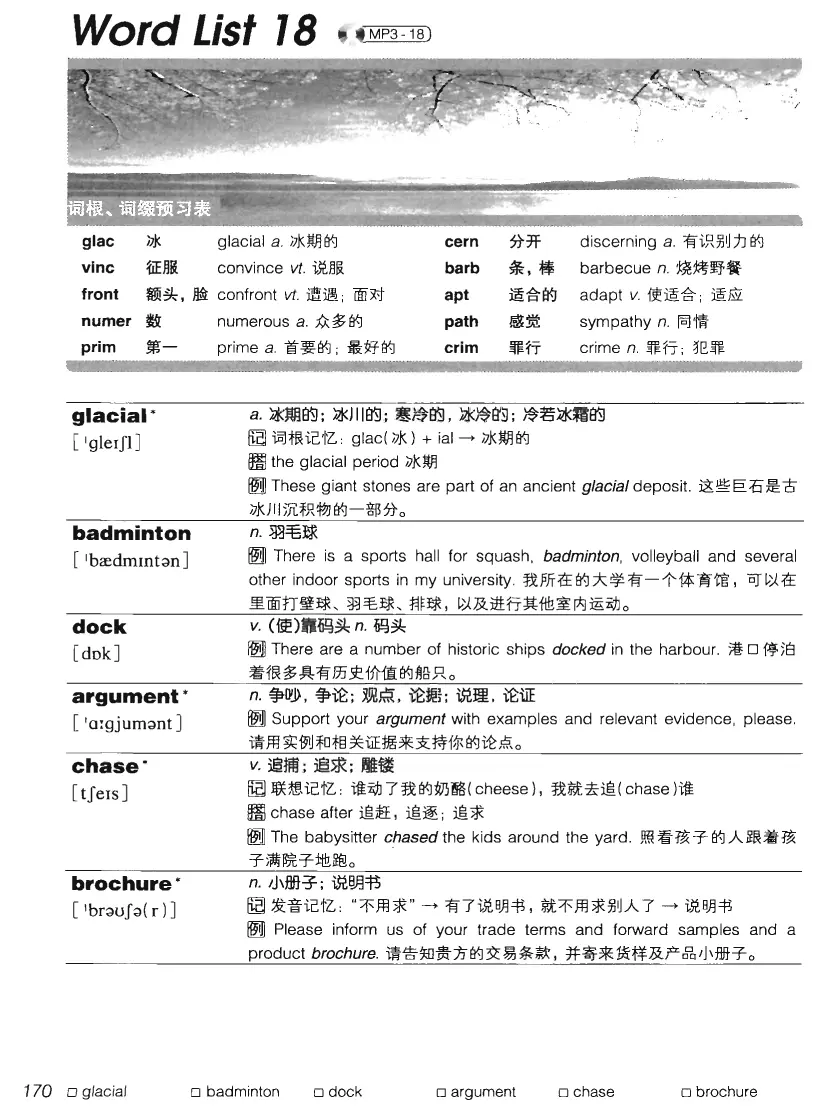 Word List 18 MP3-18
词根、词缀预习表
glac 冰 glacial a. 冰期的 cern 分开 discerning a. 有识别力的
vinc 征服 convince vt. 说服 barb 条，棒 barbecue n. 烧烤野餐
front 额头，脸 confront vt. 遭遇；面对 apt 适合的 adapt v. 使适合；适应
numer 数 numerous a. 众多的 path 感觉 sympathy n. 同情
prim 第一 prime a. 首要的；最好的 crim 罪行 crime n. 罪行；犯罪
glacial* a. 冰期的；冰川的；寒冷的，冰冷的；冷若冰霜的
[ˈgleɪʃl] 记 词根记忆：glac(冰) + ial → 冰期的
搭 the glacial period 冰期
例 These giant stones are part of an ancient glacial deposit. 这些巨石是古
冰川沉积物的一部分。
badminton n. 羽毛球
[ˈbædmɪntən] 例 There is a sports hall for squash, badminton, volleyball and several
other indoor sports in my university. 我所在的大学有一个体育馆，可以在
里面打壁球、羽毛球、排球，以及进行其他室内运动。
dock v. (使)靠码头 n. 码头
[dɒk] 例 There are a number of historic ships docked in the harbour. 港口停泊
着很多具有历史价值的船只。
argument* n. 争吵，争论；观点，论据；说理，论证
[ˈɑːgjumənt] 例 Support your argument with examples and relevant evidence, please.
请用实例和相关证据来支持你的论点。
chase* v. 追捕；追求；雕镂
[tʃeɪs] 记 联想记忆：谁动了我的奶酪(cheese)，我就去追(chase)谁
搭 chase after 追赶，追逐；追求
例 The babysitter chased the kids around the yard. 照看孩子的人跟着孩
子满院子地跑。
brochure* n. 小册子；说明书
[ˈbrəʊʃə(r)] 记 发音记忆：“不用求” → 有了说明书，就不用求别人了 → 说明书
例 Please inform us of your trade terms and forward samples and a
product brochure. 请告知贵方的交易条款，并寄来货样及产品小册子。
170 □ glacial □ badminton □ dock □ argument □ chase □ brochure